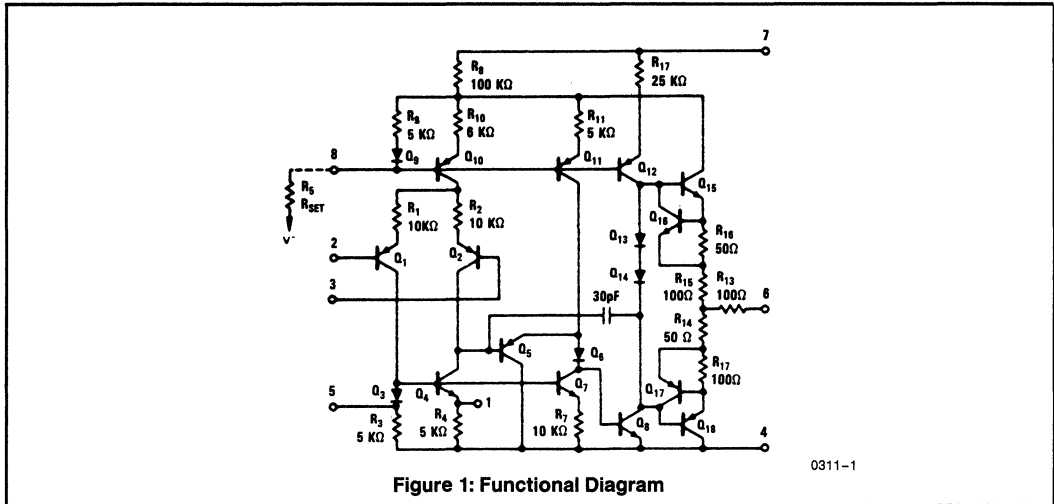 7
R8
100 KΩ
R17
25 KΩ
R9
5 KΩ
R10
6 KΩ
R11
5 KΩ
8
Q9
Q10
Q11
Q12
Q15
R5
RSET
V-
R1
10KΩ
R2
10 KΩ
Q16
R16
50Ω
2
Q1
Q2
Q13
3
Q14
R15
100Ω
R13
100Ω
6
30pF
R14
50 Ω
Q5
Q6
R17
100Ω
Q3
Q4
Q7
Q17
5
1
R3
5 KΩ
R4
5 KΩ
R7
10 KΩ
Q8
Q18
4
0311–1
Figure 1: Functional Diagram